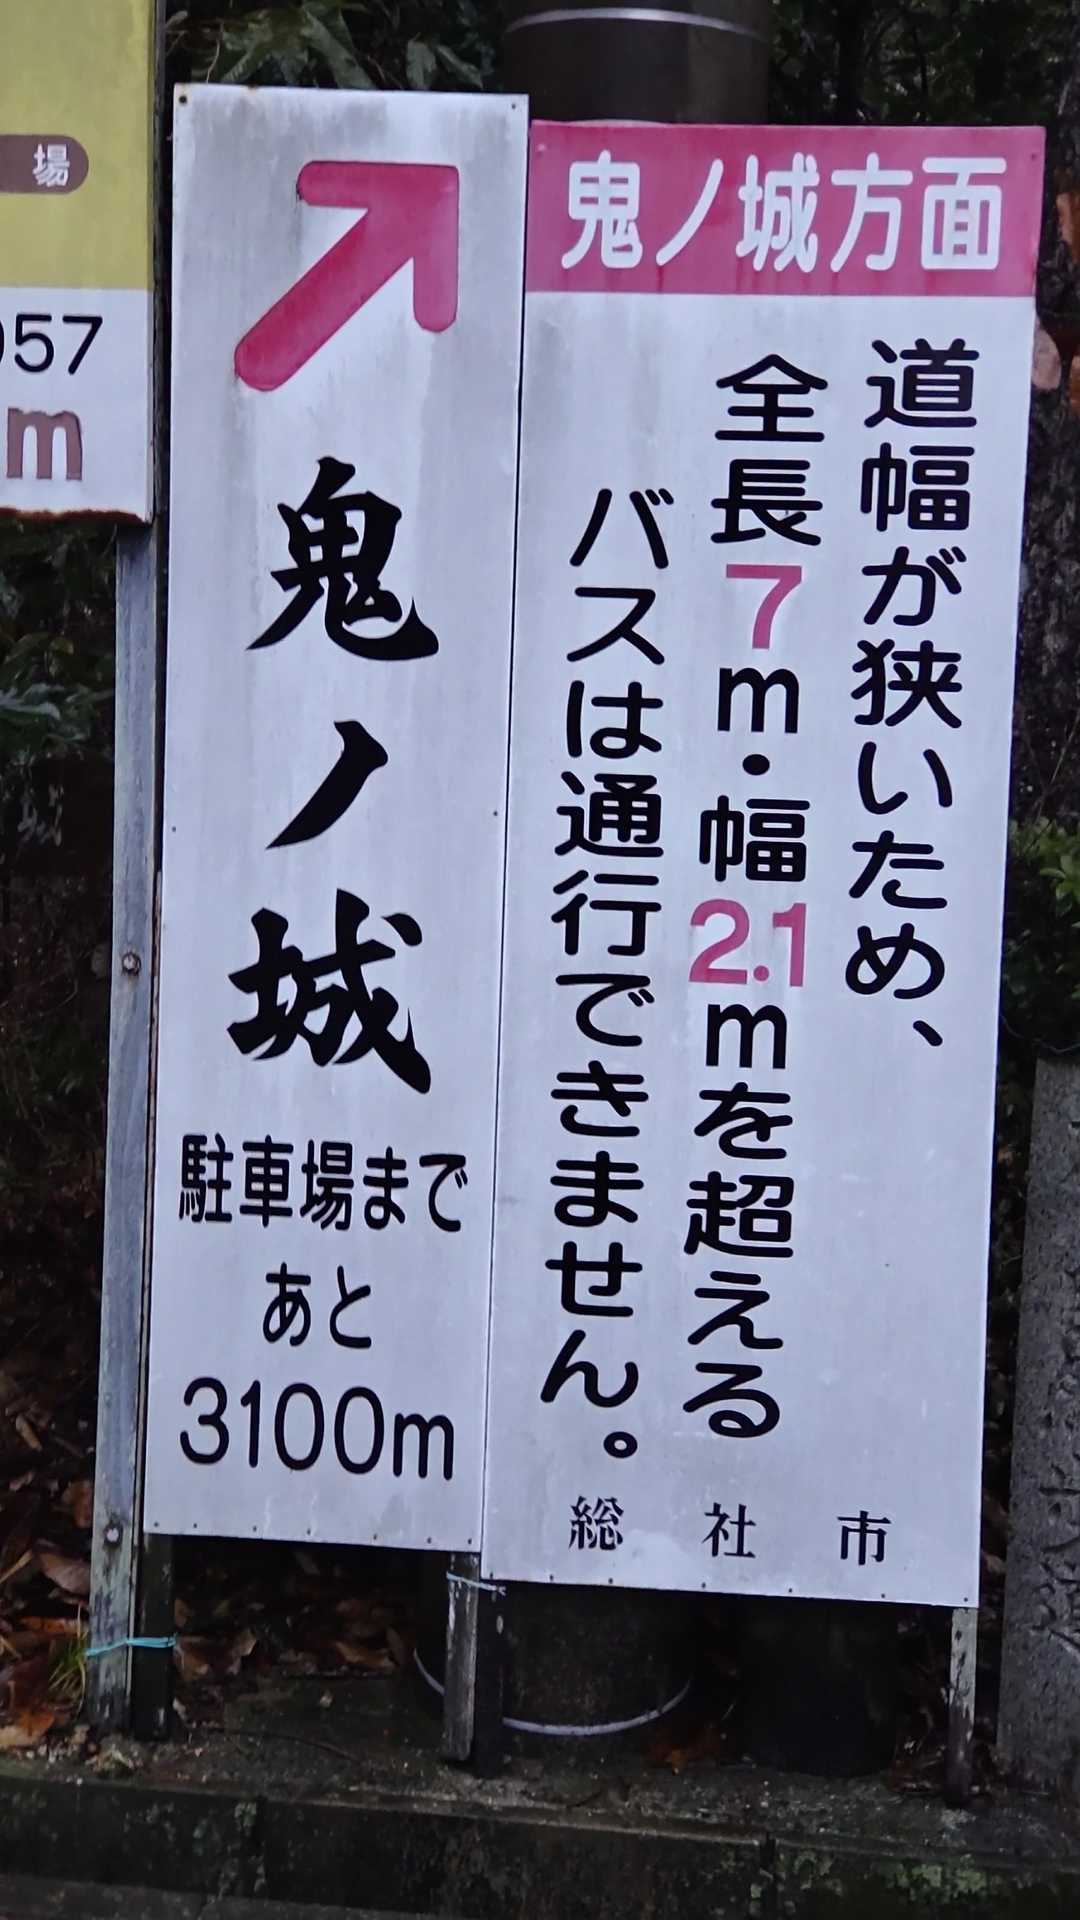 場
057
m
鬼ノ城
駐車場まで
あと
3100m
鬼ノ城方面
道幅が狭いため、
全長7m・幅2.1mを超える
バスは通行できません。
総社市